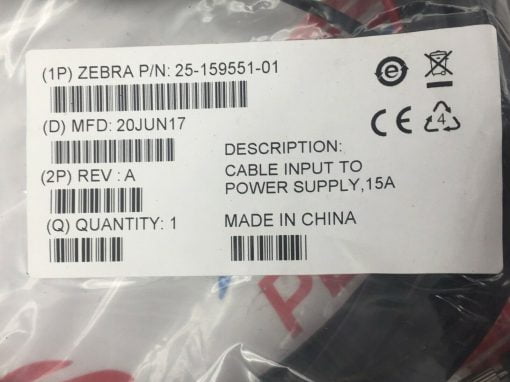 (1P) ZEBRA P/N: 25-159551-01
(D) MFD: 20JUN17
(2P) REV : A
(Q) QUANTITY: 1
e
CE
4
DESCRIPTION:
CABLE INPUT TO
POWER SUPPLY,15A
MADE IN CHINA